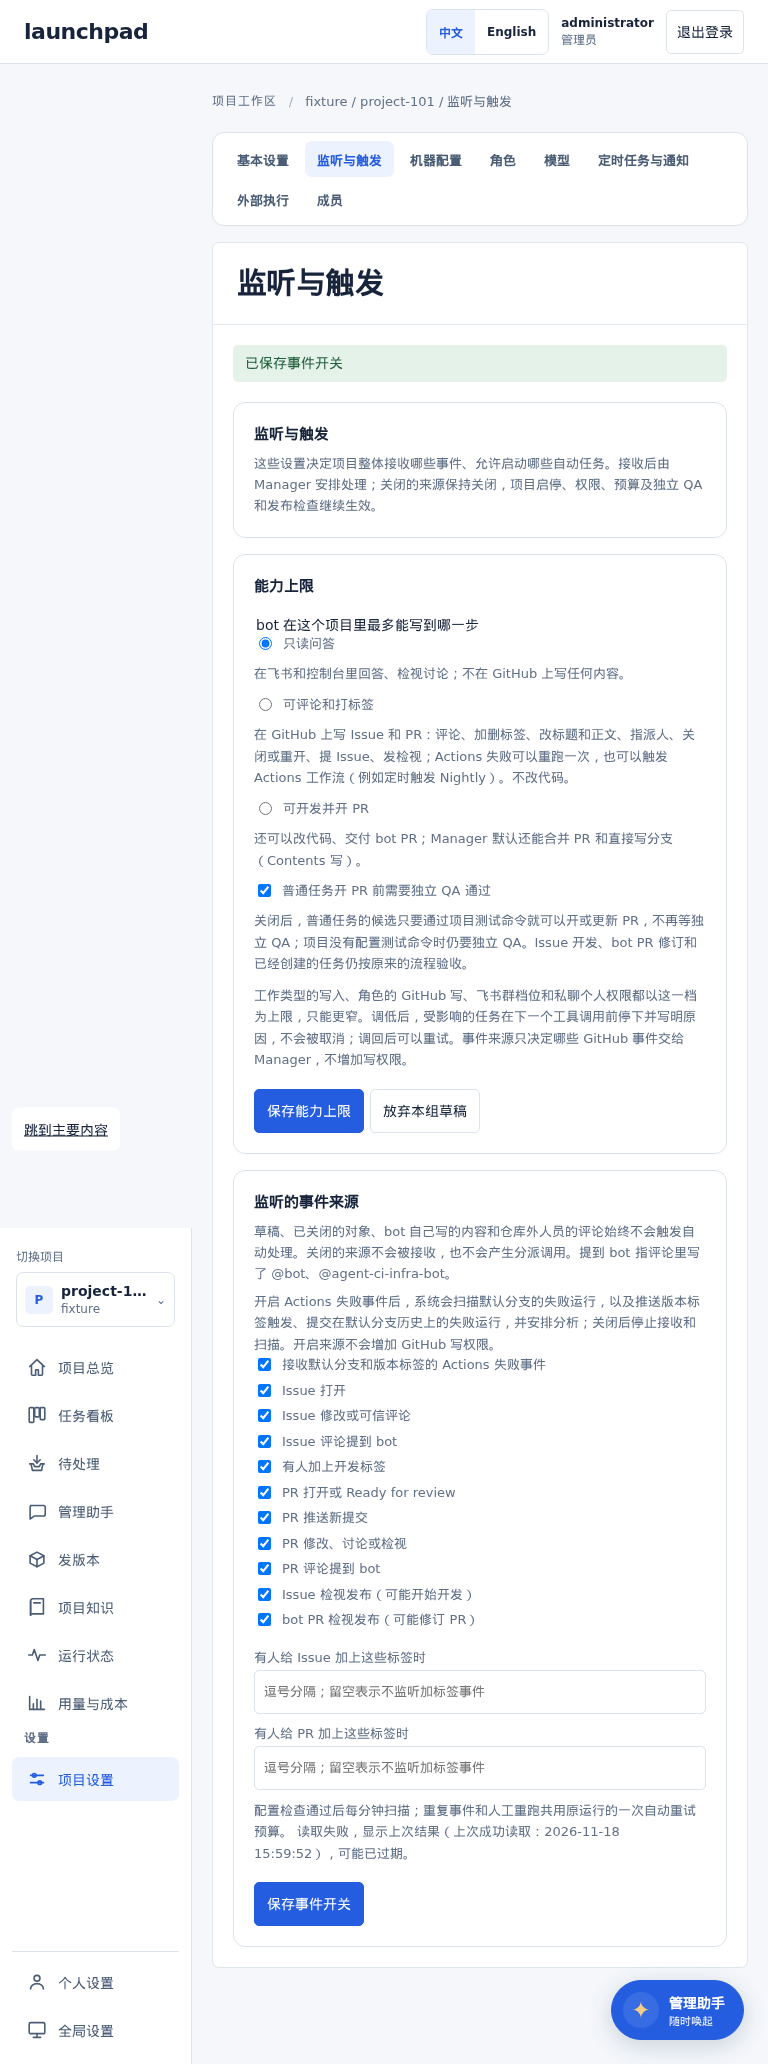 launchpad
中文
English
administrator
管理员
退出登录
项目工作区 / fixture / project-101 / 监听与触发
基本设置
监听与触发
机器配置
角色
模型
定时任务与通知
外部执行
成员
监听与触发
已保存事件开关
监听与触发
这些设置决定项目整体接收哪些事件、允许启动哪些自动任务。接收后由
Manager 安排处理；关闭的来源保持关闭，项目启停、权限、预算及独立 QA
和发布检查继续生效。
能力上限
bot 在这个项目里最多能写到哪一步
只读问答
在飞书和控制台里回答、检视讨论；不在 GitHub 上写任何内容。
可评论和打标签
在 GitHub 上写 Issue 和 PR：评论、加删标签、改标题和正文、指派人、关
闭或重开、提 Issue、发检视；Actions 失败可以重跑一次，也可以触发
Actions 工作流（例如定时触发 Nightly）。不改代码。
可开发并开 PR
还可以改代码、交付 bot PR；Manager 默认还能合并 PR 和直接写分支
（Contents 写）。
普通任务开 PR 前需要独立 QA 通过
关闭后，普通任务的候选只要通过项目测试命令就可以开或更新 PR，不再等独
立 QA；项目没有配置测试命令时仍要独立 QA。Issue 开发、bot PR 修订和
已经创建的任务仍按原来的流程验收。
工作类型的写入、角色的 GitHub 写、飞书群档位和私聊个人权限都以这一档
为上限，只能更窄。调低后，受影响的任务在下一个工具调用前停下并写明原
因，不会被取消；调回后可以重试。事件来源只决定哪些 GitHub 事件交给
Manager，不增加写权限。
保存能力上限
放弃本组草稿
监听的事件来源
草稿、已关闭的对象、bot 自己写的内容和仓库外人员的评论始终不会触发自
动处理。关闭的来源不会被接收，也不会产生分派调用。提到 bot 指评论里写
了 @bot、@agent-ci-infra-bot。
开启 Actions 失败事件后，系统会扫描默认分支的失败运行，以及推送版本标
签触发、提交在默认分支历史上的失败运行，并安排分析；关闭后停止接收和
扫描。开启来源不会增加 GitHub 写权限。
接收默认分支和版本标签的 Actions 失败事件
Issue 打开
Issue 修改或可信评论
Issue 评论提到 bot
有人加上开发标签
PR 打开或 Ready for review
PR 推送新提交
PR 修改、讨论或检视
PR 评论提到 bot
Issue 检视发布（可能开始开发）
bot PR 检视发布（可能修订 PR）
有人给 Issue 加上这些标签时
逗号分隔；留空表示不监听加标签事件
有人给 PR 加上这些标签时
逗号分隔；留空表示不监听加标签事件
配置检查通过后每分钟扫描；重复事件和人工重跑共用原运行的一次自动重试
预算。 读取失败，显示上次结果（上次成功读取：2026-11-18
15:59:52），可能已过期。
保存事件开关
跳到主要内容
切换项目
P
project-1…
fixture
项目总览
任务看板
待处理
管理助手
发版本
项目知识
运行状态
用量与成本
设置
项目设置
个人设置
全局设置
管理助手
随时唤起